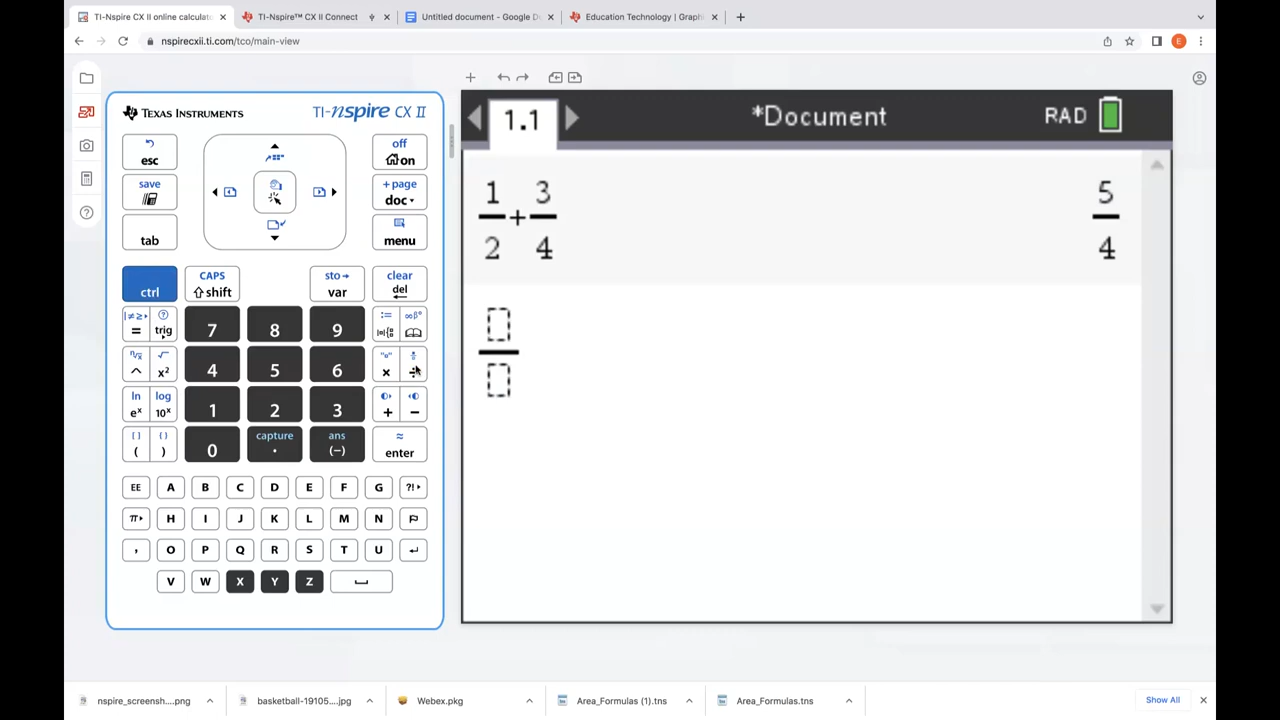 TI-Nspire CX II online calculat
TI-Nspire™ CX II Connect
Untitled document - Google D
Education Technology | Graph
nspirecxii.ti.com/tco/main-view
E
TEXAS INSTRUMENTS
TI-nspire CX II
esc
off
on
save
+ page
doc
tab
menu
ctrl
CAPS
shift
sto→
var
clear
del
|≠≥▸
?
=
trig
7
8
9
:=
∞β°
^
x²
4
5
6
×
÷
ln
log
eˣ
10ˣ
1
2
3
+
−
[ ]
{ }
(
)
0
capture
.
ans
(−)
≈
enter
EE
A
B
C
D
E
F
G
?!▸
π▸
H
I
J
K
L
M
N
,
O
P
Q
R
S
T
U
V
W
X
Y
Z
1.1
*Document
RAD
1/2+3/4
5/4
nspire_screensh....png
basketball-19105....jpg
Webex.pkg
Area_Formulas (1).tns
Area_Formulas.tns
Show All